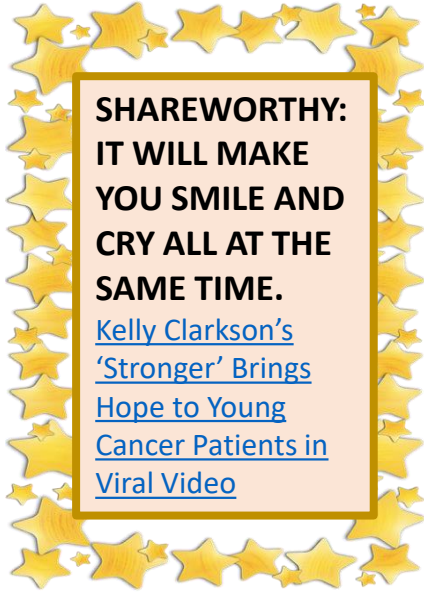 SHAREWORTHY:
IT WILL MAKE
YOU SMILE AND
CRY ALL AT THE
SAME TIME.
Kelly Clarkson’s
‘Stronger’ Brings
Hope to Young
Cancer Patients in
Viral Video